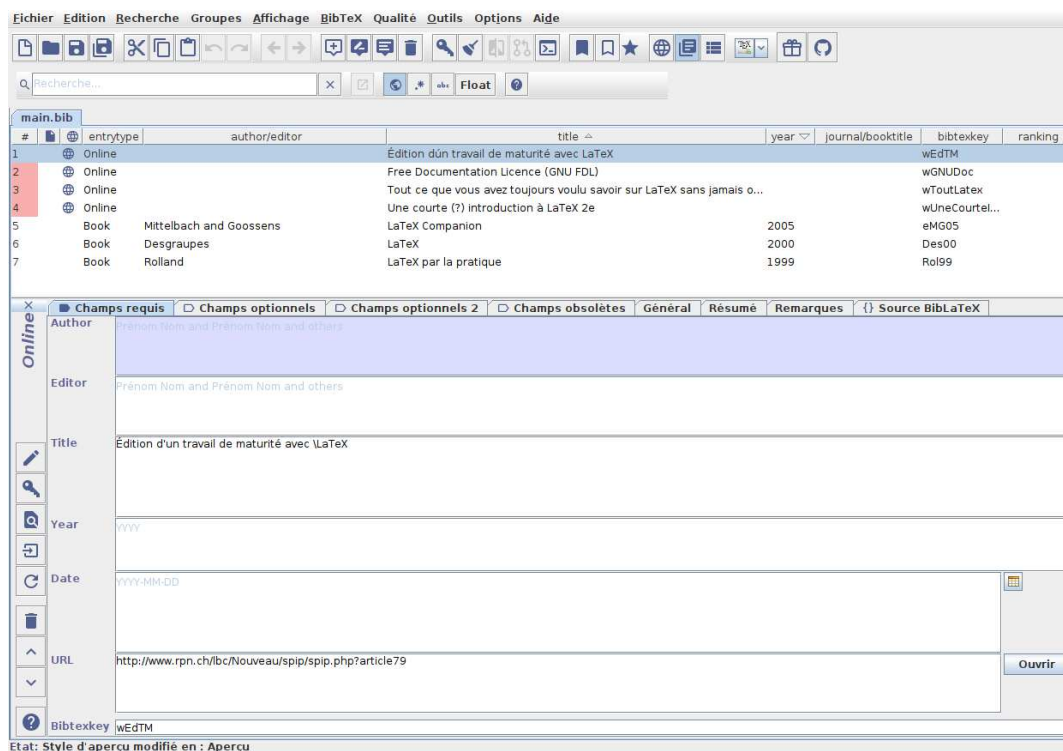 Fichier Edition Recherche Groupes Affichage BibTeX Qualité Outils Options Aide
Recherche...
abc Float
main.bib
# entrytype author/editor title year journal/booktitle bibtexkey ranking
1 Online Édition dún travail de maturité avec LaTeX wEdTM
2 Online Free Documentation Licence (GNU FDL) wGNUDoc
3 Online Tout ce que vous avez toujours voulu savoir sur LaTeX sans jamais o... wToutLatex
4 Online Une courte (?) introduction à LaTeX 2e wUneCourteI...
5 Book Mittelbach and Goossens LaTeX Companion 2005 eMG05
6 Book Desgraupes LaTeX 2000 Des00
7 Book Rolland LaTeX par la pratique 1999 Rol99
Champs requis Champs optionnels Champs optionnels 2 Champs obsolètes Général Résumé Remarques {} Source BibLaTeX
Online
Author Prénom Nom and Prénom Nom and others
Editor Prénom Nom and Prénom Nom and others
Title Édition d'un travail de maturité avec \LaTeX
Year YYYY
Date YYYY-MM-DD
URL http://www.rpn.ch/lbc/Nouveau/spip/spip.php?article79 Ouvrir
Bibtexkey wEdTM
Etat: Style d'aperçu modifié en : Aperçu